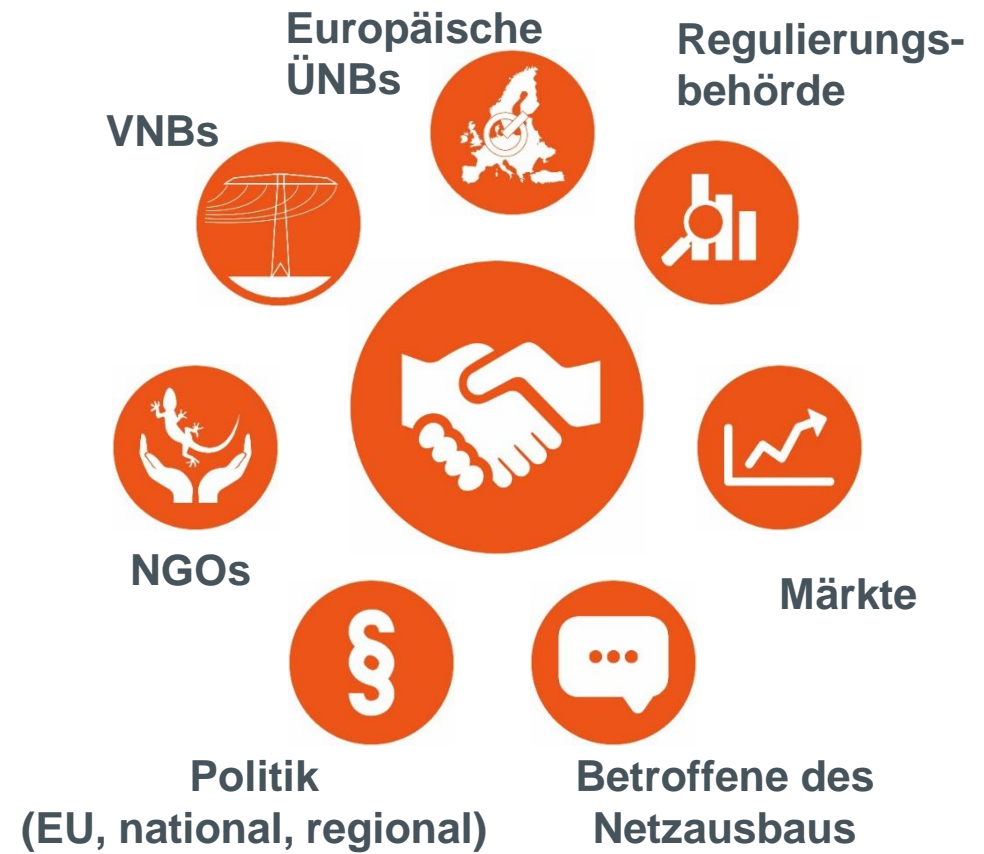 Europäische
ÜNBs
Regulierungs-
behörde
VNBs
NGOs
Märkte
§
Politik
(EU, national, regional)
Betroffene des
Netzausbaus